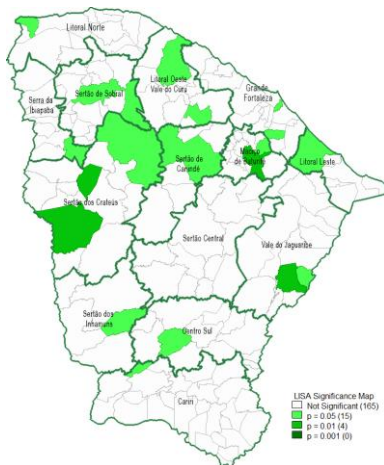 Litoral Norte
Litoral Oeste
Vale do Curu
Grande
Fortaleza
Sertão de Sobral
Serra da
Ibiapaba
Maciço
de Baturité
Sertão de
Canindé
Litoral Leste
Sertão dos Crateús
Sertão Central
Vale do Jaguaribe
Sertão dos
Inhamuns
Centro Sul
Cariri
LISA Significance Map
Not Significant (165)
p = 0.05 (15)
p = 0.01 (4)
p = 0.001 (0)